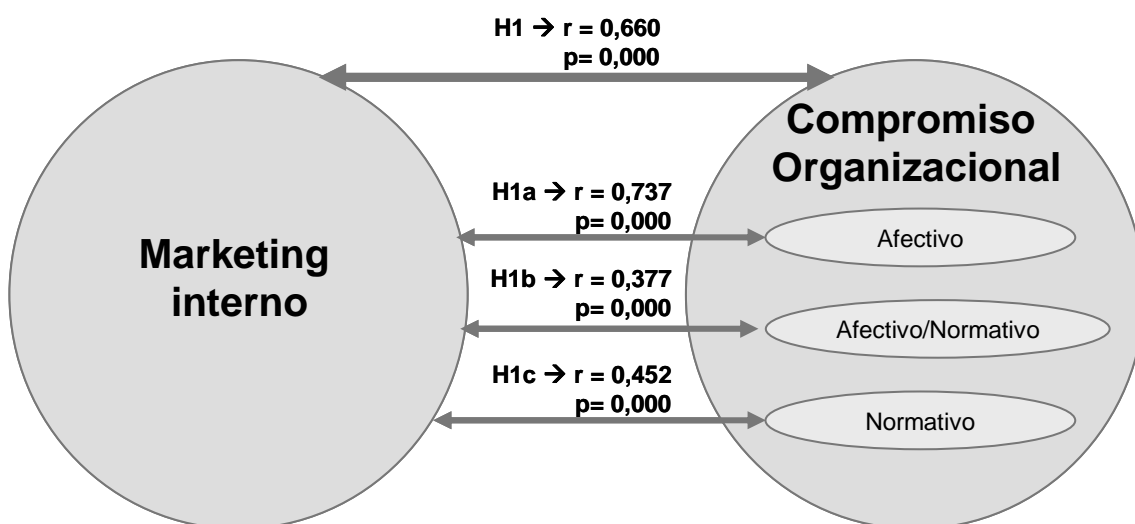 H1 → r = 0,660
p= 0,000
Compromiso
Organizacional
H1a → r = 0,737
p= 0,000
Afectivo
Marketing
interno
H1b → r = 0,377
p= 0,000
Afectivo/Normativo
H1c → r = 0,452
p= 0,000
Normativo